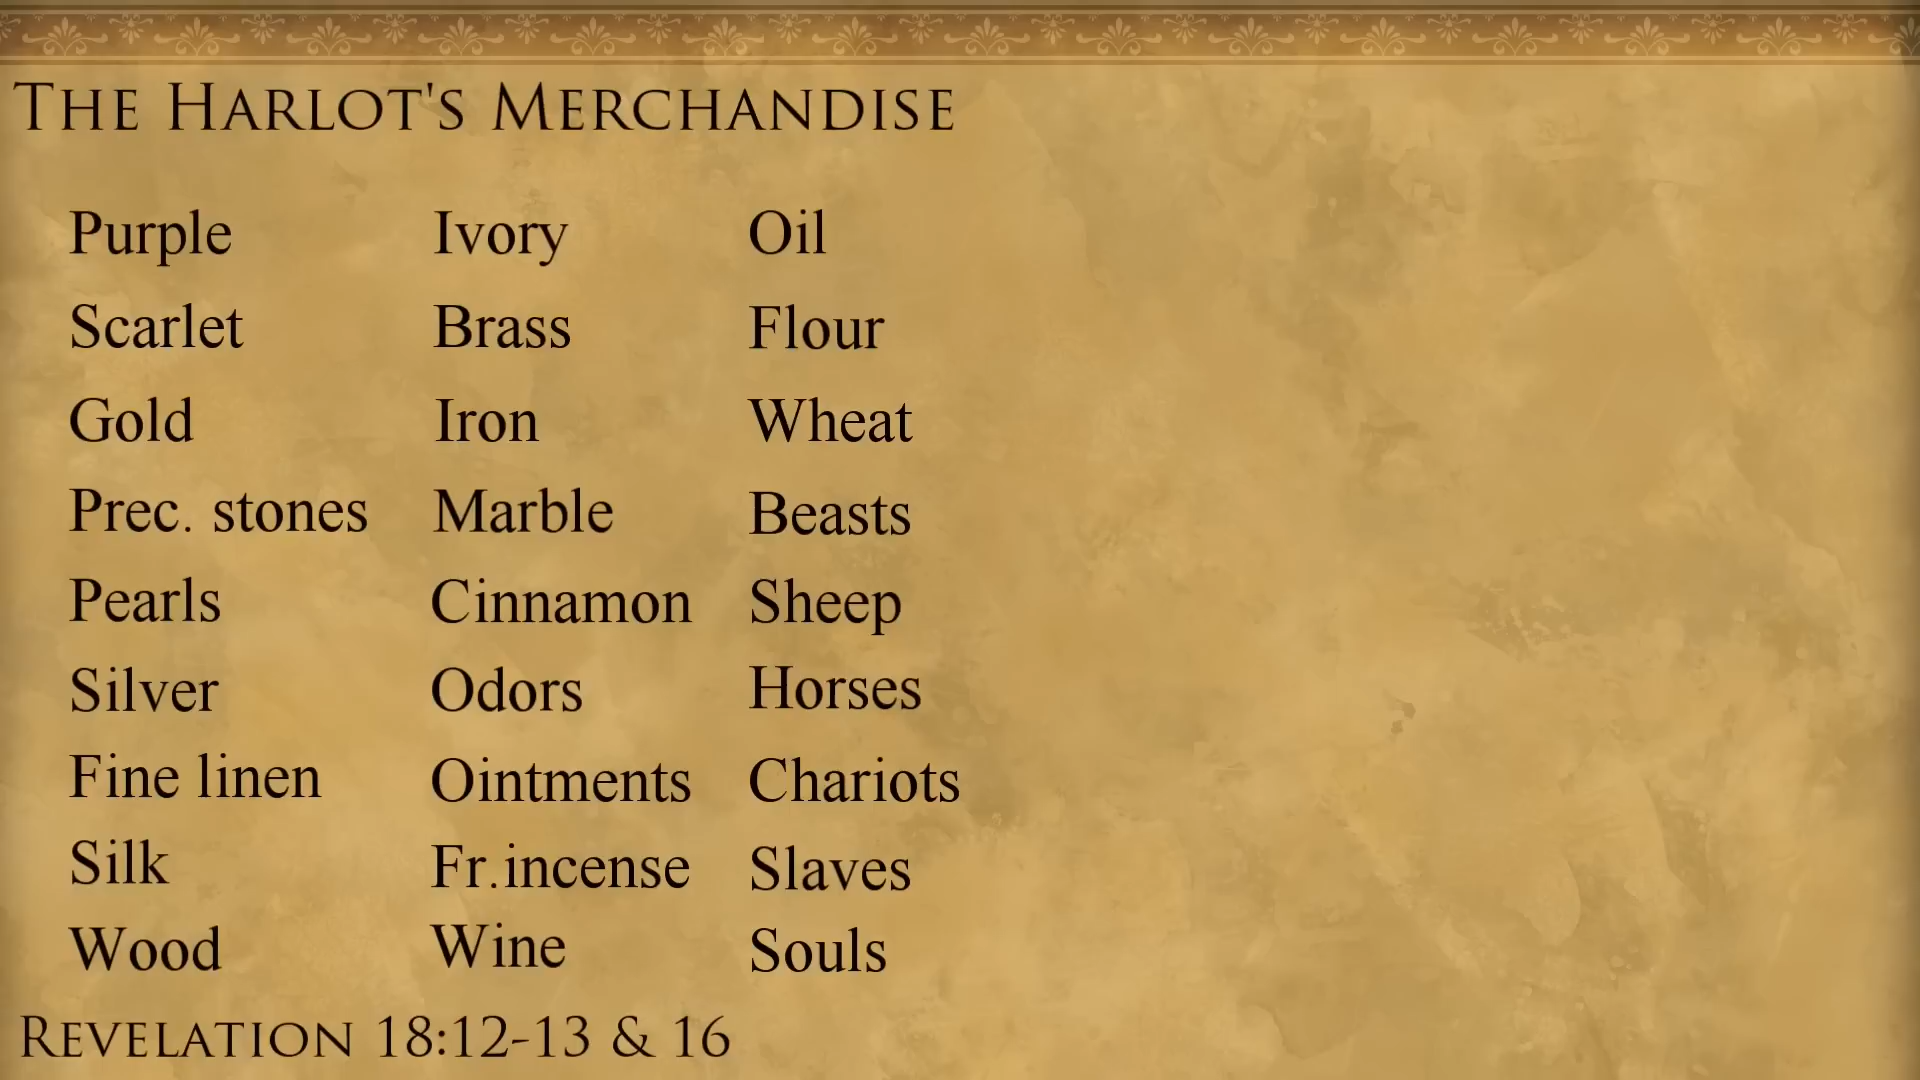 The Harlot's Merchandise
Purple
Scarlet
Gold
Prec. stones
Pearls
Silver
Fine linen
Silk
Wood
Ivory
Brass
Iron
Marble
Cinnamon
Odors
Ointments
Fr.incense
Wine
Oil
Flour
Wheat
Beasts
Sheep
Horses
Chariots
Slaves
Souls
Revelation 18:12-13 & 16